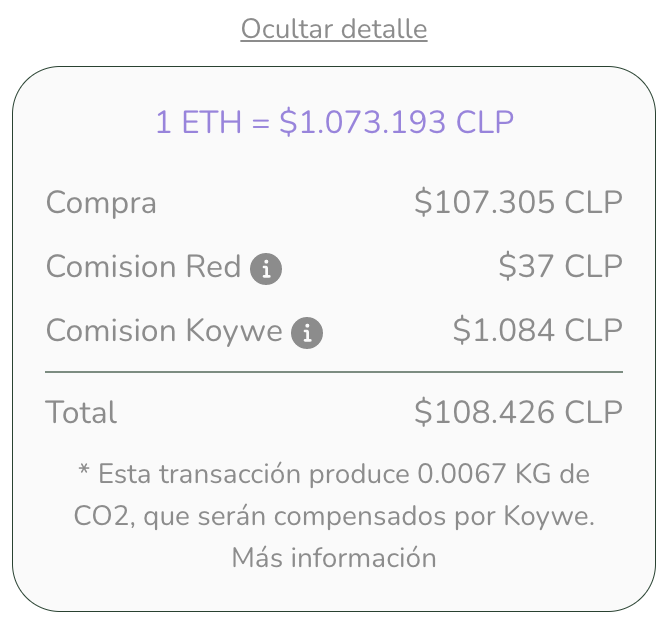 Ocultar detalle
1 ETH = $1.073.193 CLP
Compra $107.305 CLP
Comision Red $37 CLP
Comision Koywe $1.084 CLP
Total $108.426 CLP
* Esta transacción produce 0.0067 KG de
CO2, que serán compensados por Koywe.
Más información